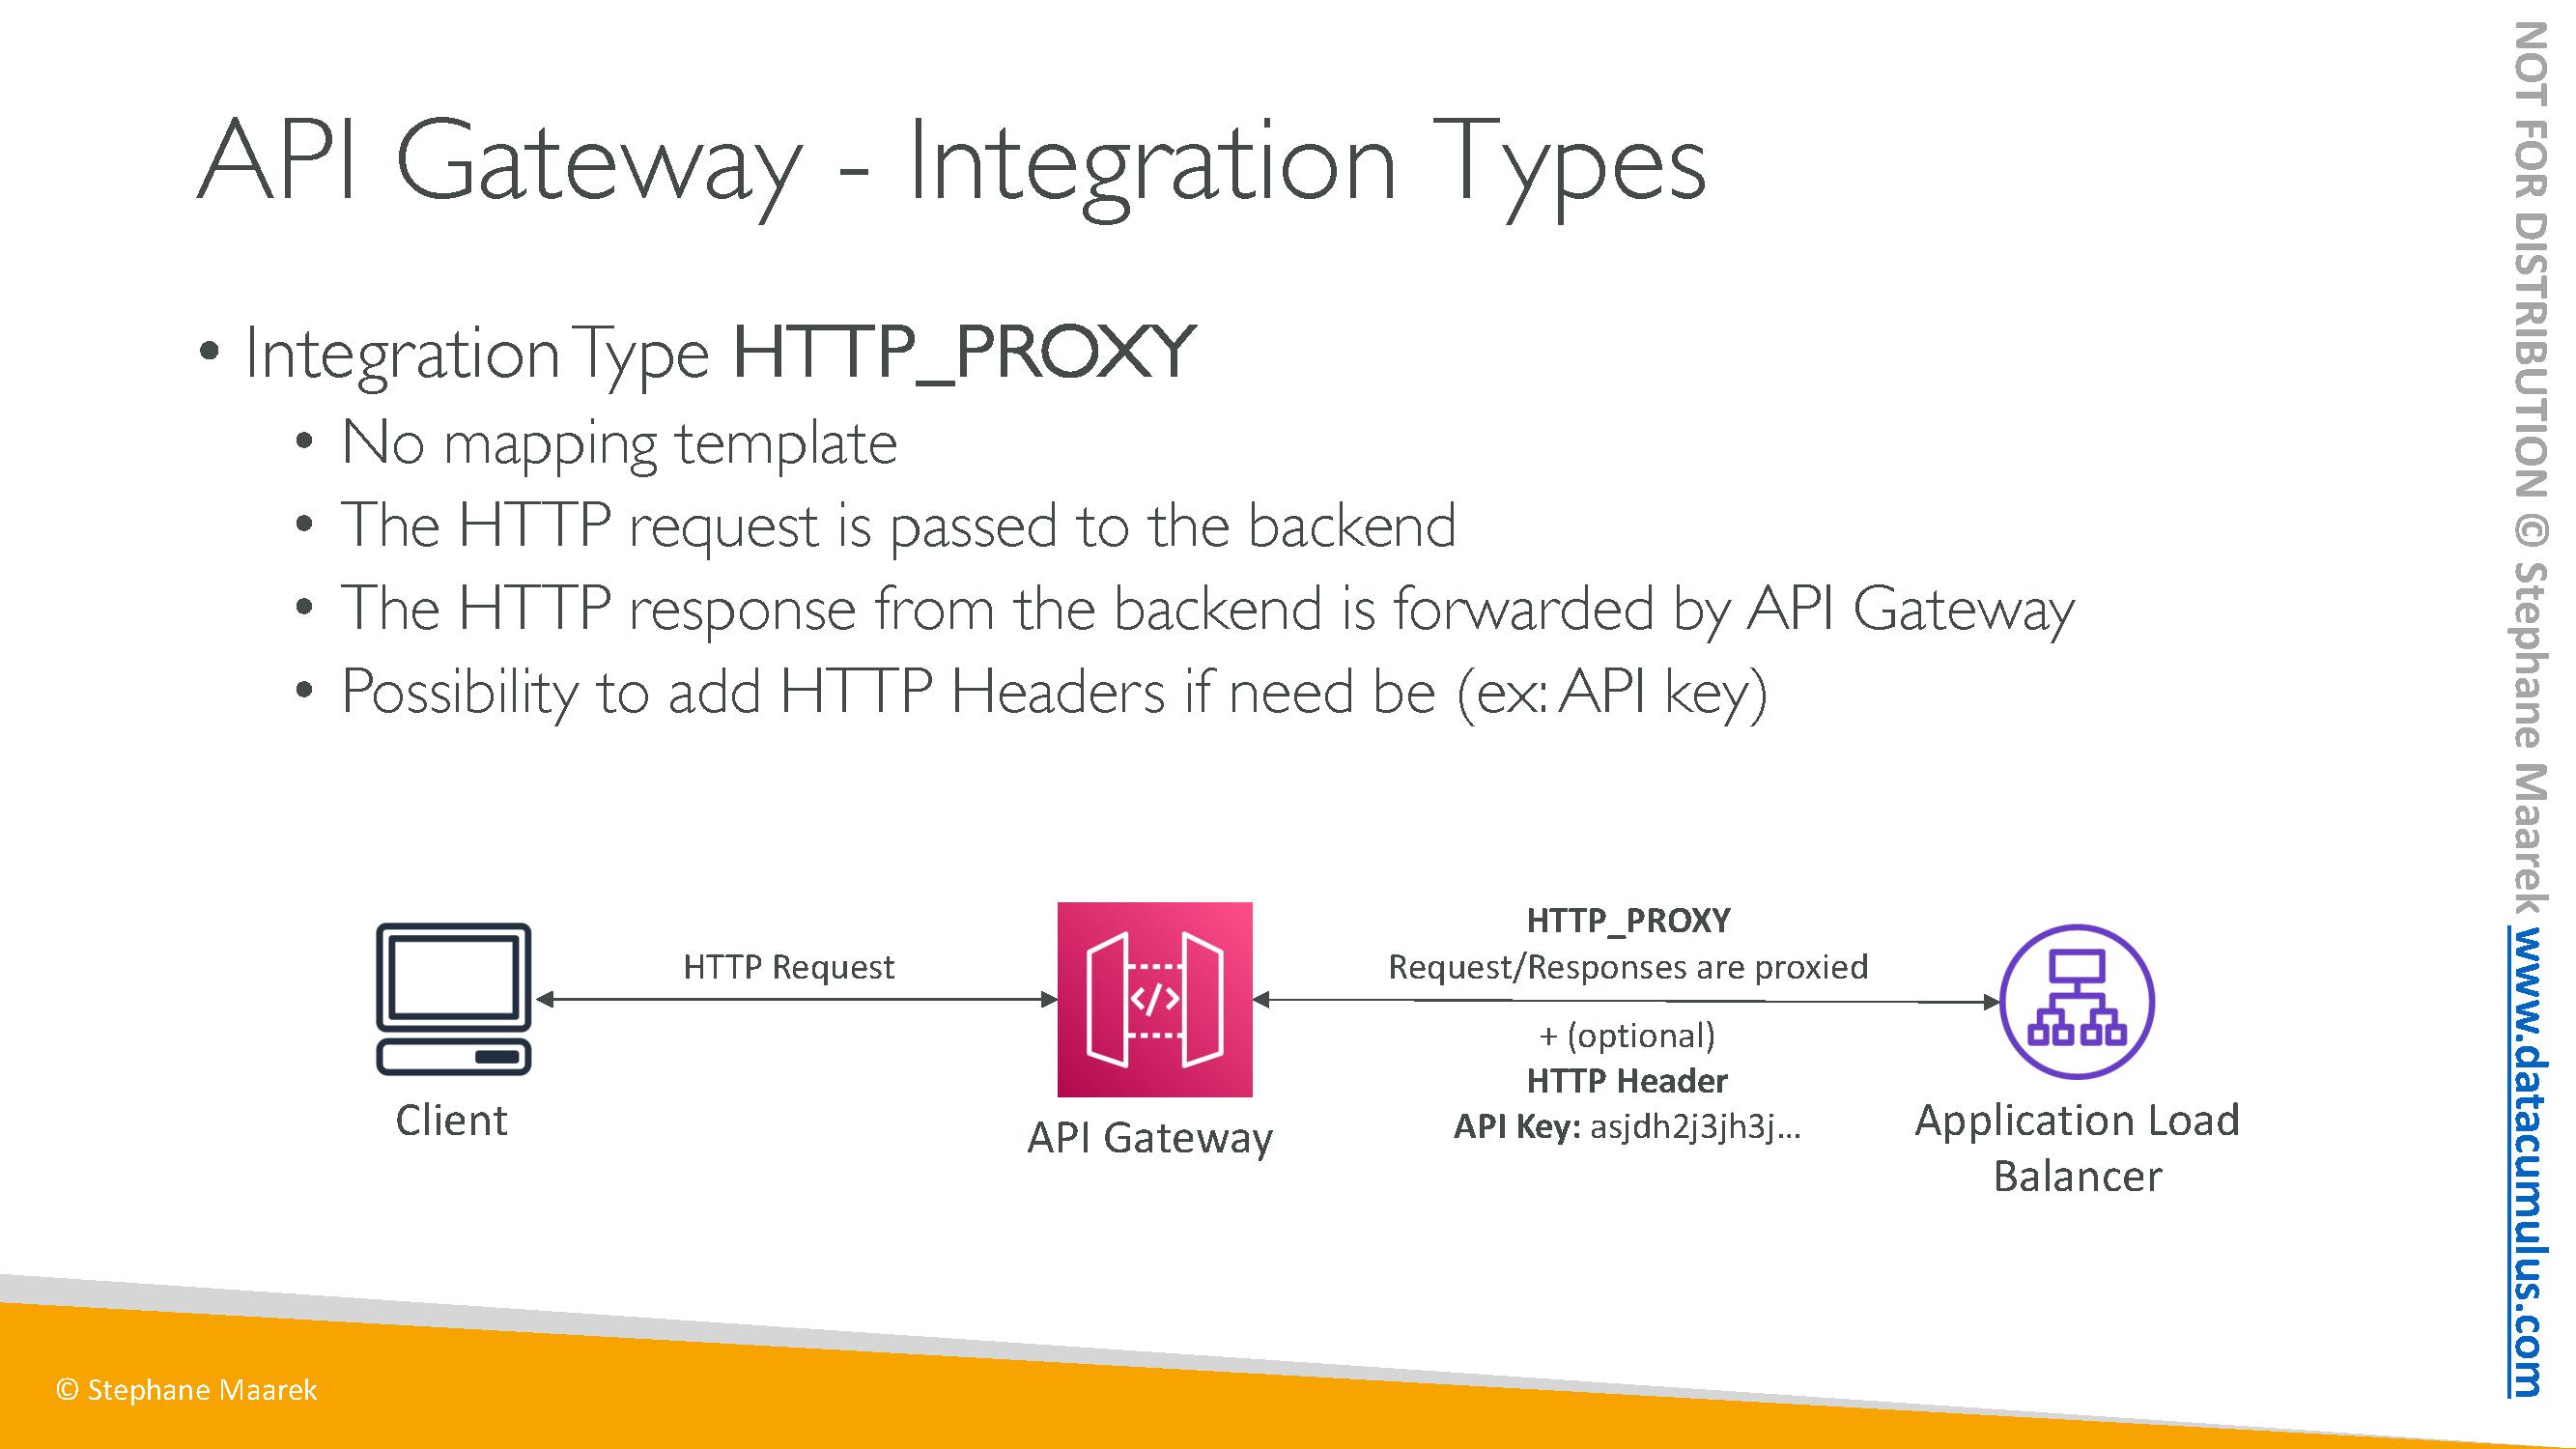 API Gateway - Integration Types
• Integration Type HTTP_PROXY
• No mapping template
• The HTTP request is passed to the backend
• The HTTP response from the backend is forwarded by API Gateway
• Possibility to add HTTP Headers if need be (ex: API key)
Client
HTTP Request
API Gateway
HTTP_PROXY
Request/Responses are proxied
+ (optional)
HTTP Header
API Key: asjdh2j3jh3j...
Application Load
Balancer
© Stephane Maarek
NOT FOR DISTRIBUTION © Stephane Maarek www.datacumulus.com